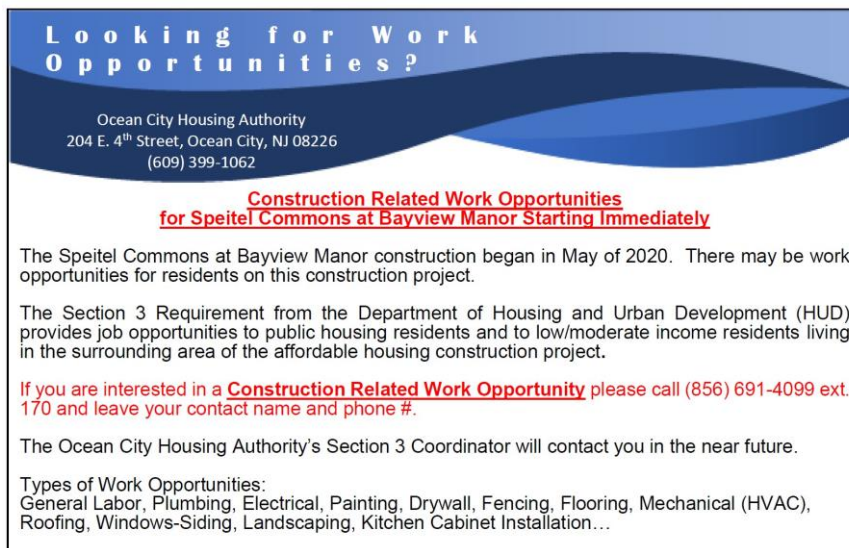 Looking for Work
Opportunities?
Ocean City Housing Authority
204 E. 4th Street, Ocean City, NJ 08226
(609) 399-1062
Construction Related Work Opportunities
for Speitel Commons at Bayview Manor Starting Immediately
The Speitel Commons at Bayview Manor construction began in May of 2020. There may be work
opportunities for residents on this construction project.
The Section 3 Requirement from the Department of Housing and Urban Development (HUD)
provides job opportunities to public housing residents and to low/moderate income residents living
in the surrounding area of the affordable housing construction project.
If you are interested in a Construction Related Work Opportunity please call (856) 691-4099 ext.
170 and leave your contact name and phone #.
The Ocean City Housing Authority's Section 3 Coordinator will contact you in the near future.
Types of Work Opportunities:
General Labor, Plumbing, Electrical, Painting, Drywall, Fencing, Flooring, Mechanical (HVAC),
Roofing, Windows-Siding, Landscaping, Kitchen Cabinet Installation…